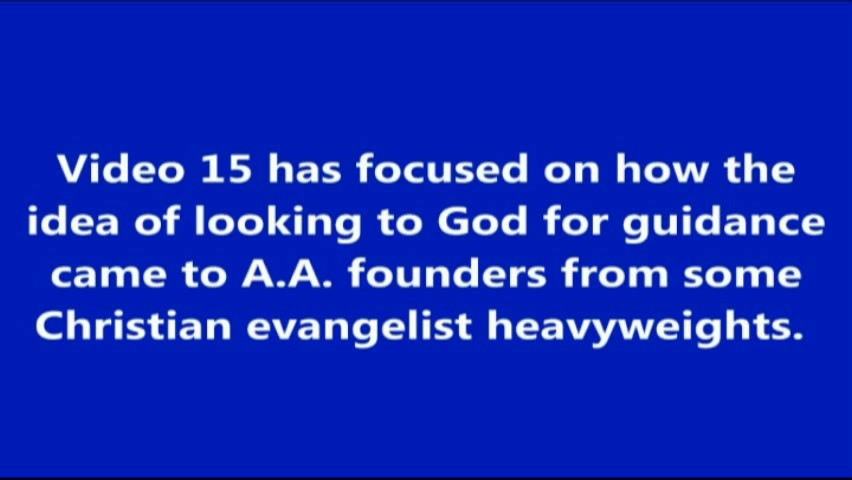 Video 15 has focused on how the
idea of looking to God for guidance
came to A.A. founders from some
Christian evangelist heavyweights.